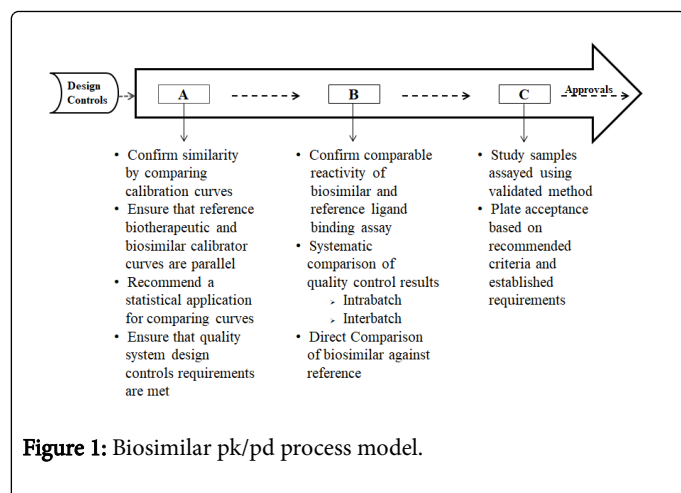 Design
Controls
A
B
C
Approvals
• Confirm similarity
by comparing
calibration curves
• Ensure that reference
biotherapeutic and
biosimilar calibrator
curves are parallel
• Recommend a
statistical application
for comparing curves
• Ensure that quality
system design
controls requirements
are met
• Confirm comparable
reactivity of
biosimilar and
reference ligand
binding assay
• Systematic
comparison of
quality control results
➢ Intrabatch
➢ Interbatch
• Direct Comparison
of biosimilar against
reference
• Study samples
assayed using
validated method
• Plate acceptance
based on
recommended
criteria and
established
requirements
Figure 1: Biosimilar pk/pd process model.